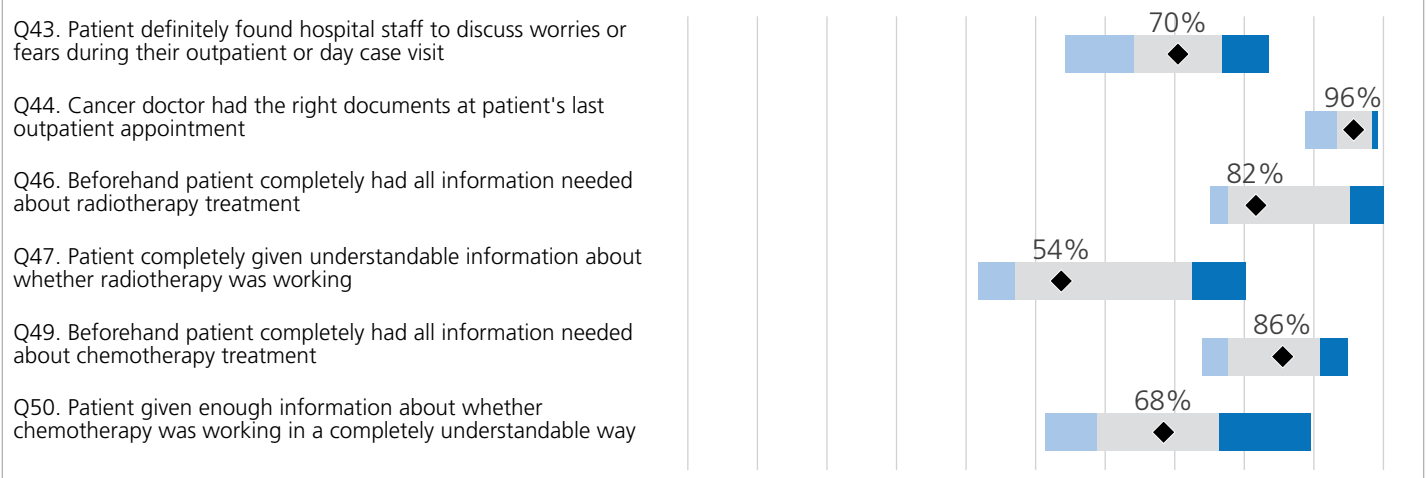 Q43. Patient definitely found hospital staff to discuss worries or
fears during their outpatient or day case visit
70%
Q44. Cancer doctor had the right documents at patient's last
outpatient appointment
96%
Q46. Beforehand patient completely had all information needed
about radiotherapy treatment
82%
Q47. Patient completely given understandable information about
whether radiotherapy was working
54%
Q49. Beforehand patient completely had all information needed
about chemotherapy treatment
86%
Q50. Patient given enough information about whether
chemotherapy was working in a completely understandable way
68%